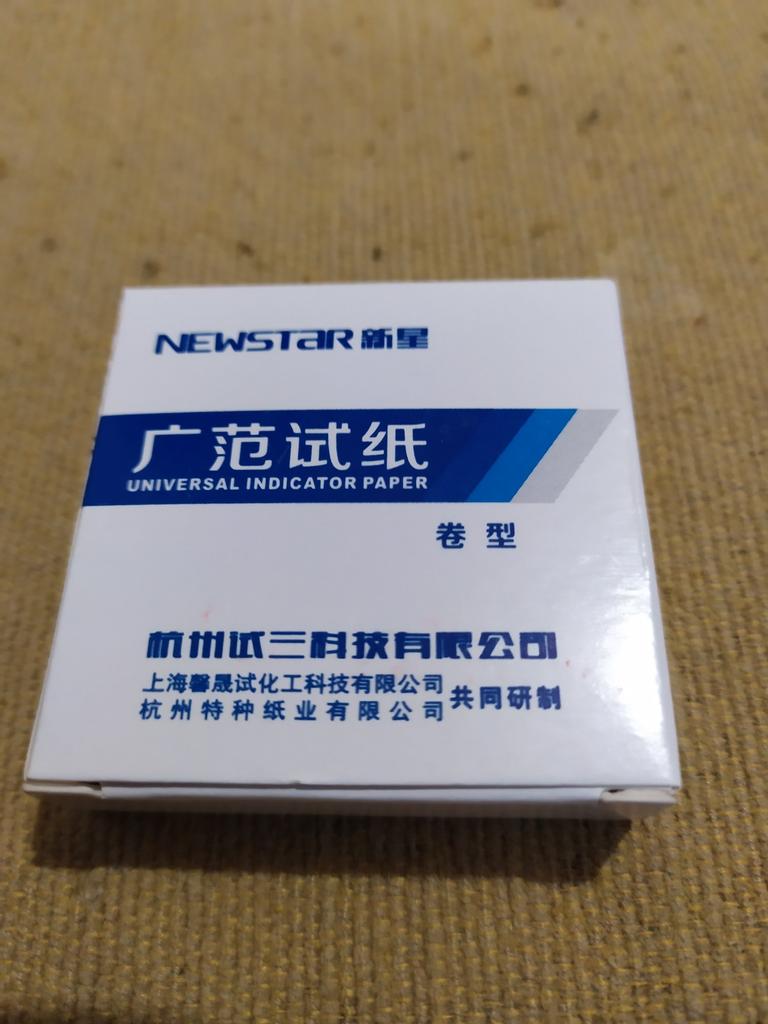 NEWSTAR 新星
广范试纸
UNIVERSAL INDICATOR PAPER
卷型
杭州试三科技有限公司
上海馨晟试化工科技有限公司
杭州特种纸业有限公司
共同研制